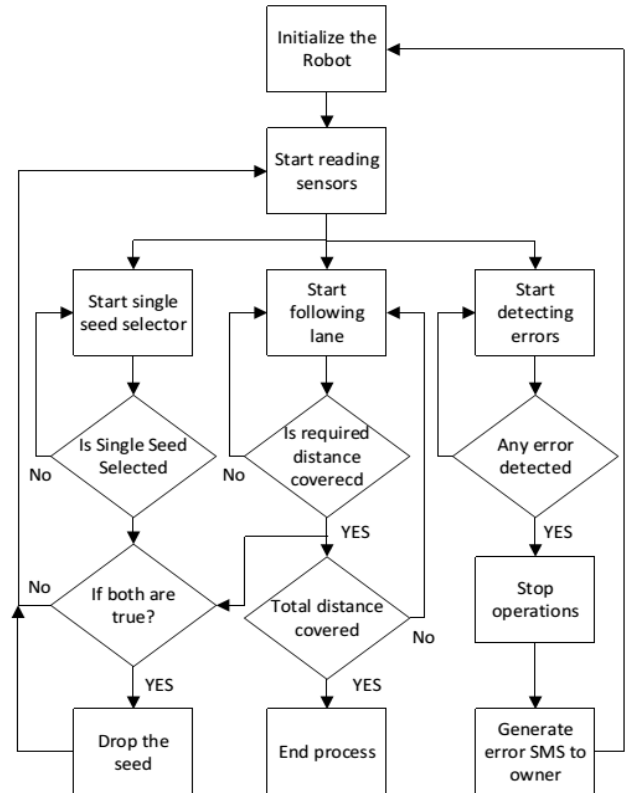 Initialize the
Robot
Start reading
sensors
Start single
seed selector
Start
following
lane
Start
detecting
errors
Is Single Seed
Selected
No
Is required
distance
coverecd
No
YES
Any error
detected
YES
If both are
true?
No
YES
Total distance
covered
No
YES
Stop
operations
Drop the
seed
End process
Generate
error SMS to
owner